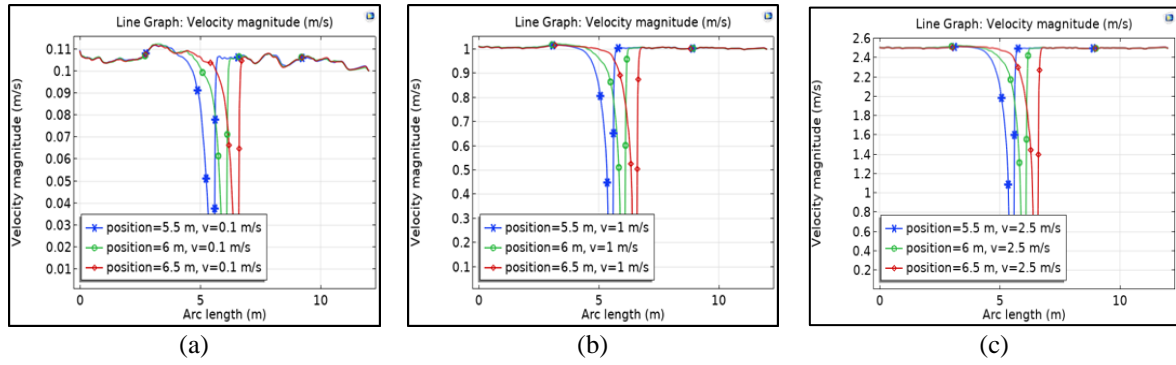 Line Graph: Velocity magnitude (m/s)
Velocity magnitude (m/s)
0.11
0.1
0.09
0.08
0.07
0.06
0.05
0.04
0.03
0.02
0.01
position=5.5 m, v=0.1 m/s
position=6 m, v=0.1 m/s
position=6.5 m, v=0.1 m/s
0 5 10
Arc length (m)
(a)
Line Graph: Velocity magnitude (m/s)
Velocity magnitude (m/s)
1
0.9
0.8
0.7
0.6
0.5
0.4
0.3
0.2
0.1
position=5.5 m, v=1 m/s
position=6 m, v=1 m/s
position=6.5 m, v=1 m/s
0 5 10
Arc length (m)
(b)
Line Graph: Velocity magnitude (m/s)
Velocity magnitude (m/s)
2.6
2.4
2.2
2
1.8
1.6
1.4
1.2
1
0.8
0.6
0.4
0.2
position=5.5 m, v=2.5 m/s
position=6 m, v=2.5 m/s
position=6.5 m, v=2.5 m/s
0 5 10
Arc length (m)
(c)